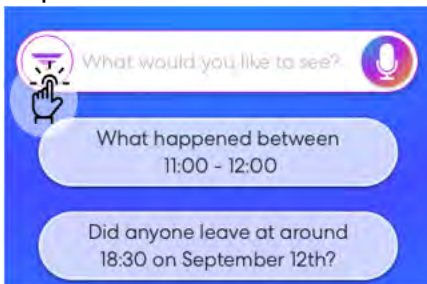 What would you like to see?
What happened between
11:00 - 12:00
Did anyone leave at around
18:30 on September 12th?